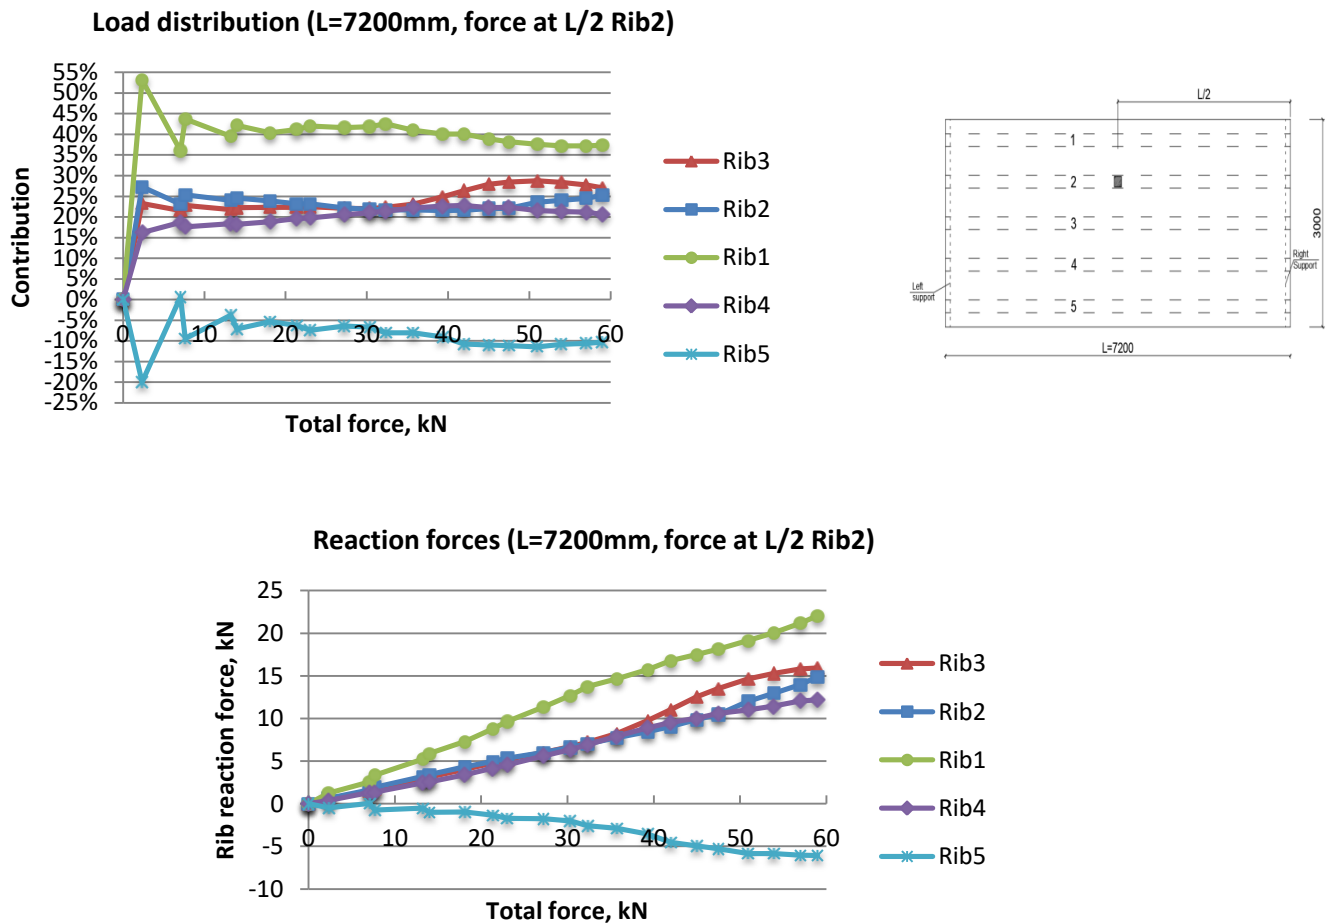 Load distribution (L=7200mm, force at L/2 Rib2)
55%
50%
45%
40%
35%
30%
25%
20%
15%
10%
5%
0%
-5%
-10%
-15%
-20%
-25%
Contribution
0 10 20 30 40 50 60
Total force, kN
Rib3
Rib2
Rib1
Rib4
Rib5
L/2
1
2
3
4
5
3000
Left
support
Right
Support
L=7200
Reaction forces (L=7200mm, force at L/2 Rib2)
25
20
15
10
5
0
-5
-10
Rib reaction force, kN
0 10 20 30 40 50 60
Total force, kN
Rib3
Rib2
Rib1
Rib4
Rib5